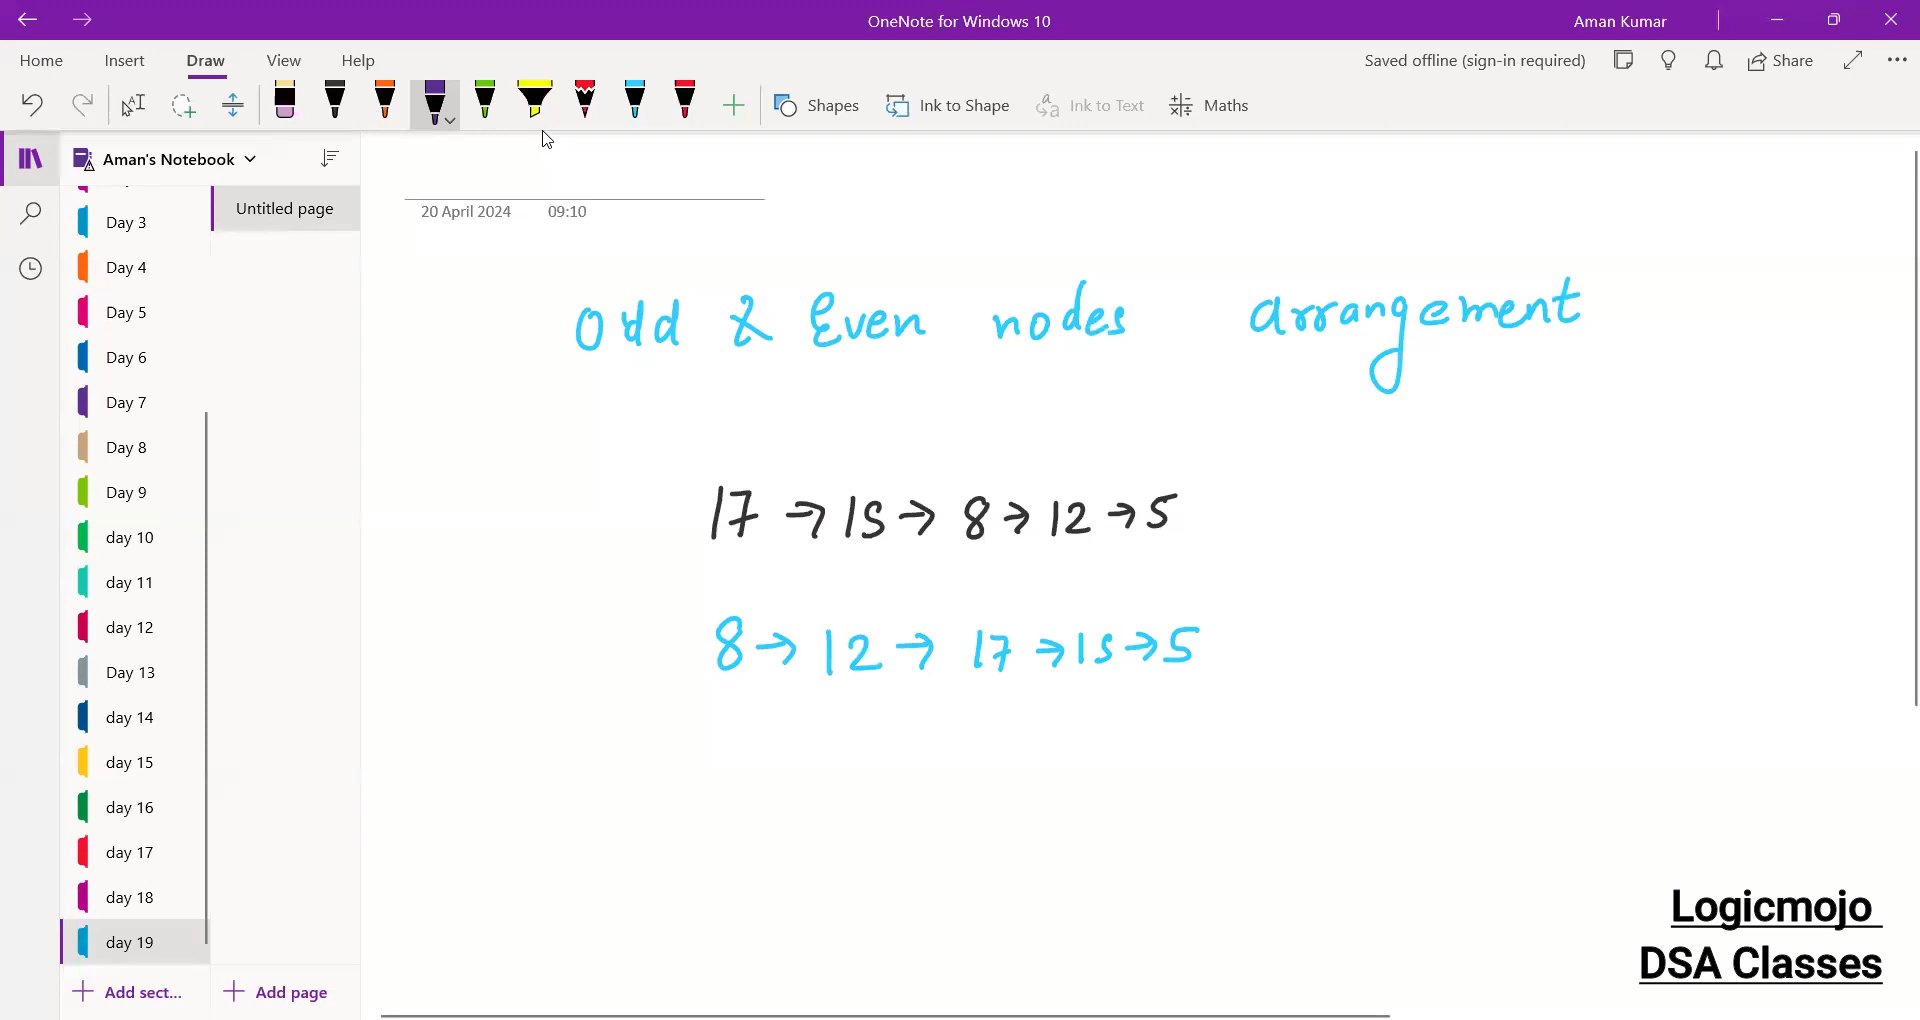 OneNote for Windows 10
Aman Kumar
Home Insert Draw View Help
Saved offline (sign-in required)
Share
Shapes
Ink to Shape
Ink to Text
Maths
Aman's Notebook
Untitled page
Day 3
Day 4
Day 5
Day 6
Day 7
Day 8
Day 9
day 10
day 11
day 12
Day 13
day 14
day 15
day 16
day 17
day 18
day 19
Add sect...
Add page
20 April 2024 09:10
Odd & Even nodes arrangement
17 → 15 → 8 → 12 → 5
8 → 12 → 17 → 15 → 5
Logicmojo
DSA Classes